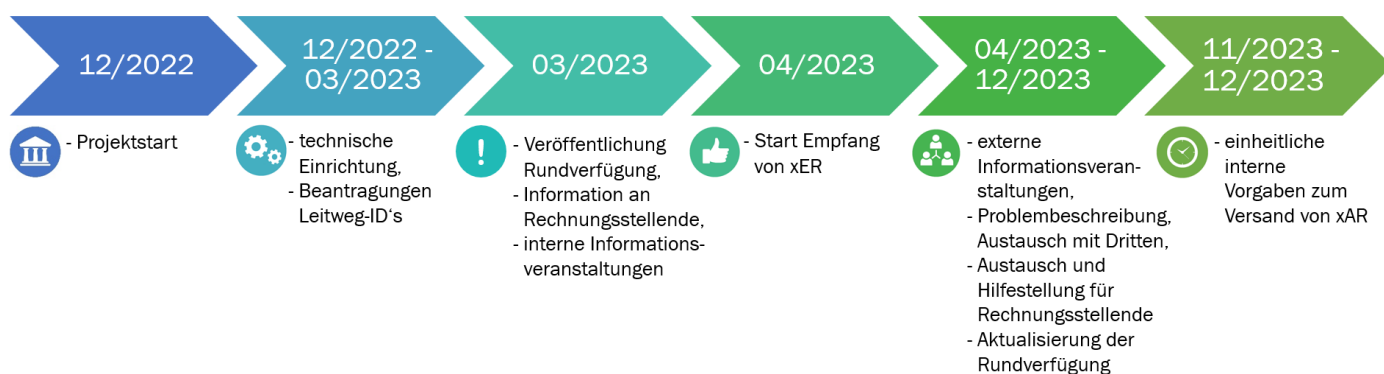 12/2022
- Projektstart
12/2022 -
03/2023
- technische
Einrichtung,
- Beantragungen
Leitweg-ID‘s
03/2023
- Veröffentlichung
Rundverfügung,
- Information an
Rechnungsstellende,
- interne Informations-
veranstaltungen
04/2023
- Start Empfang
von xER
04/2023 -
12/2023
- externe
Informationsveran-
staltungen,
- Problembeschreibung,
Austausch mit Dritten,
- Austausch und
Hilfestellung für
Rechnungsstellende
- Aktualisierung der
Rundverfügung
11/2023 -
12/2023
- einheitliche
interne
Vorgaben zum
Versand von xAR